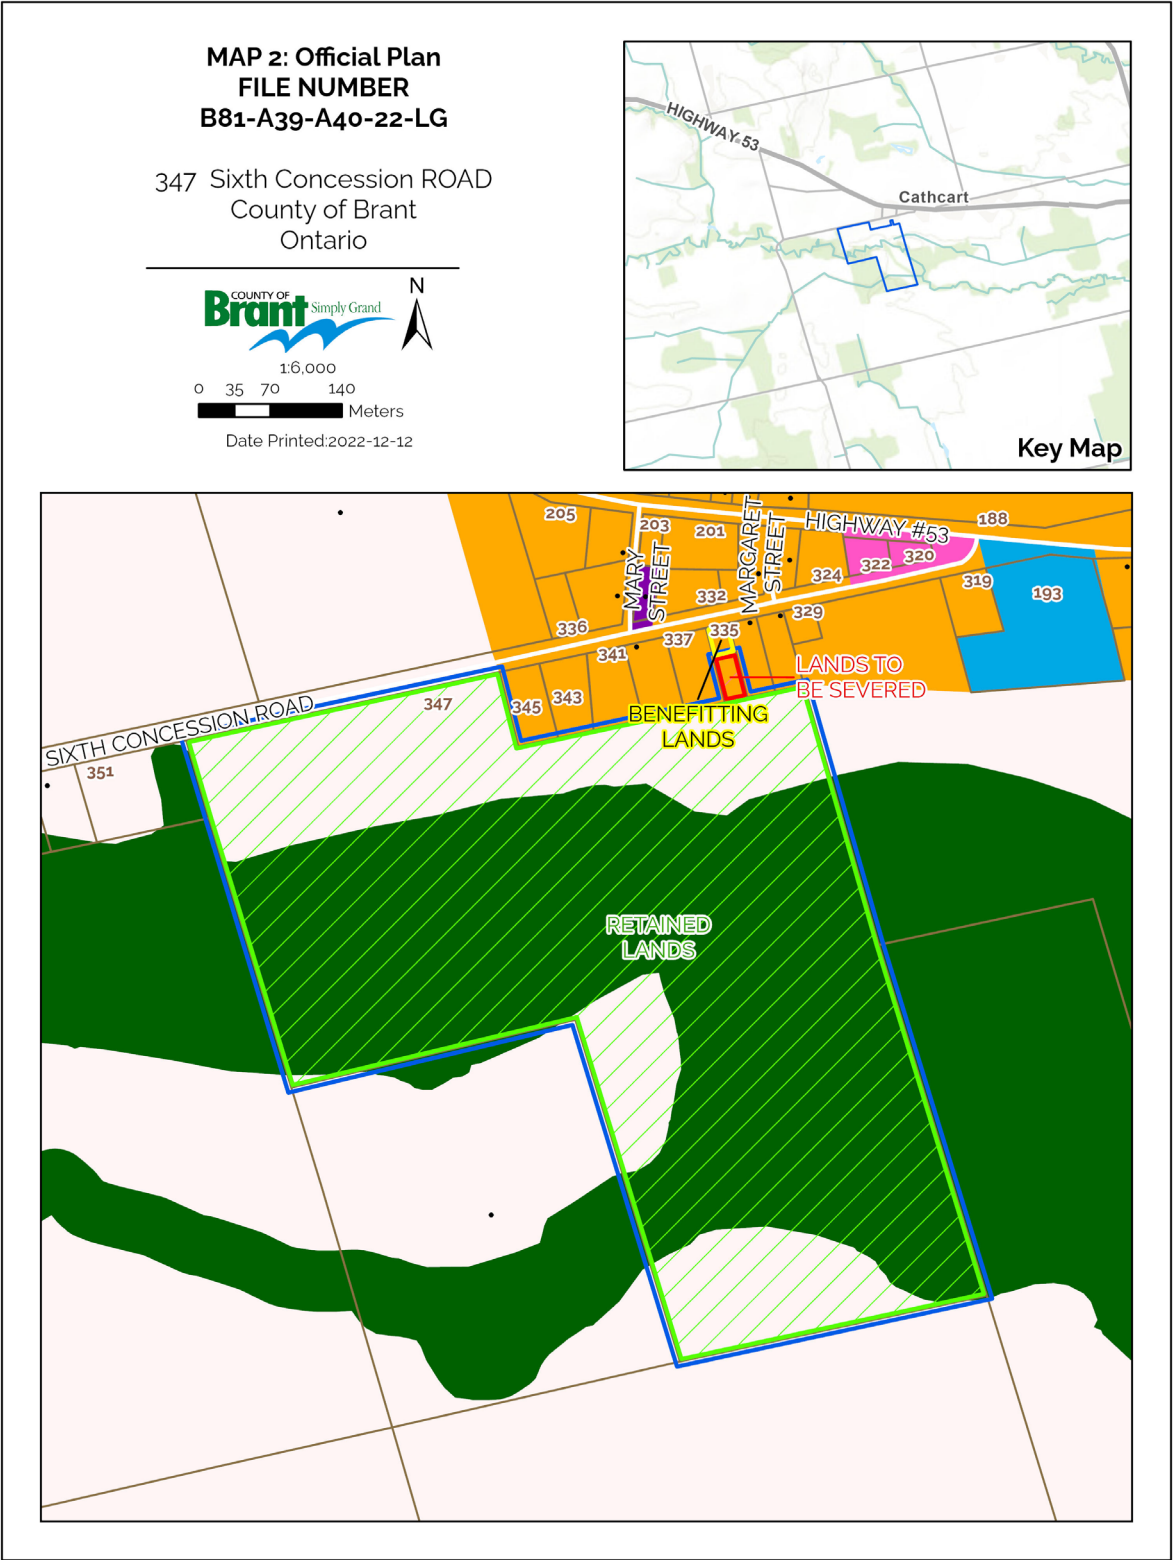 MAP 2: Official Plan
FILE NUMBER
B81-A39-A40-22-LG
347 Sixth Concession ROAD
County of Brant
Ontario
COUNTY OF
Brant Simply Grand
N
1:6,000
0 35 70 140
Meters
Date Printed:2022-12-12
HIGHWAY 53
Cathcart
Key Map
205
203
201
MARY STREET
MARGARET STREET
HIGHWAY #53
188
324
322
320
319
193
332
336
329
341
337
335
LANDS TO
BE SEVERED
347
345
343
BENEFITTING
LANDS
SIXTH CONCESSION ROAD
351
RETAINED
LANDS